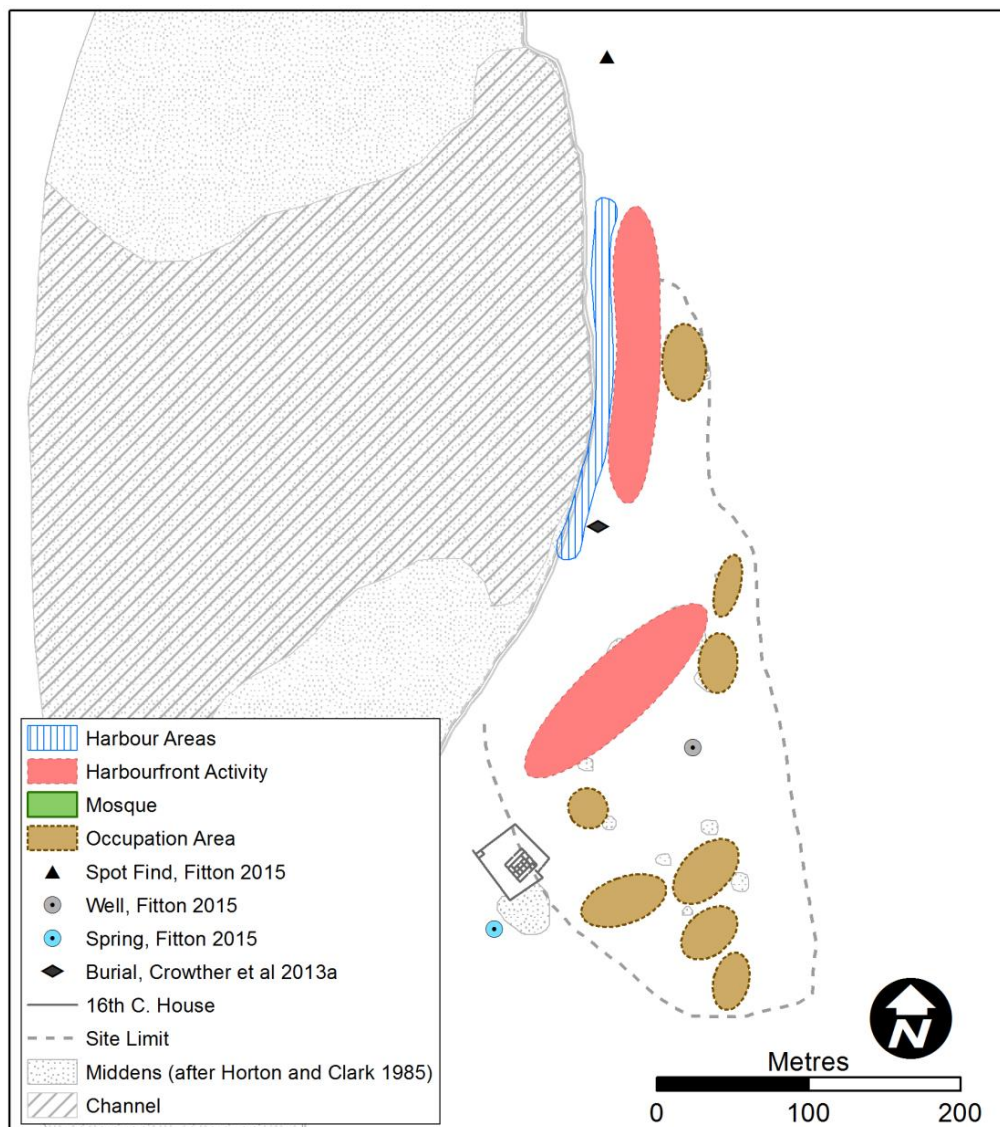 Harbour Areas
Harbourfront Activity
Mosque
Occupation Area
Spot Find, Fitton 2015
Well, Fitton 2015
Spring, Fitton 2015
Burial, Crowther et al 2013a
16th C. House
Site Limit
Middens (after Horton and Clark 1985)
Channel
N
Metres
0 100 200